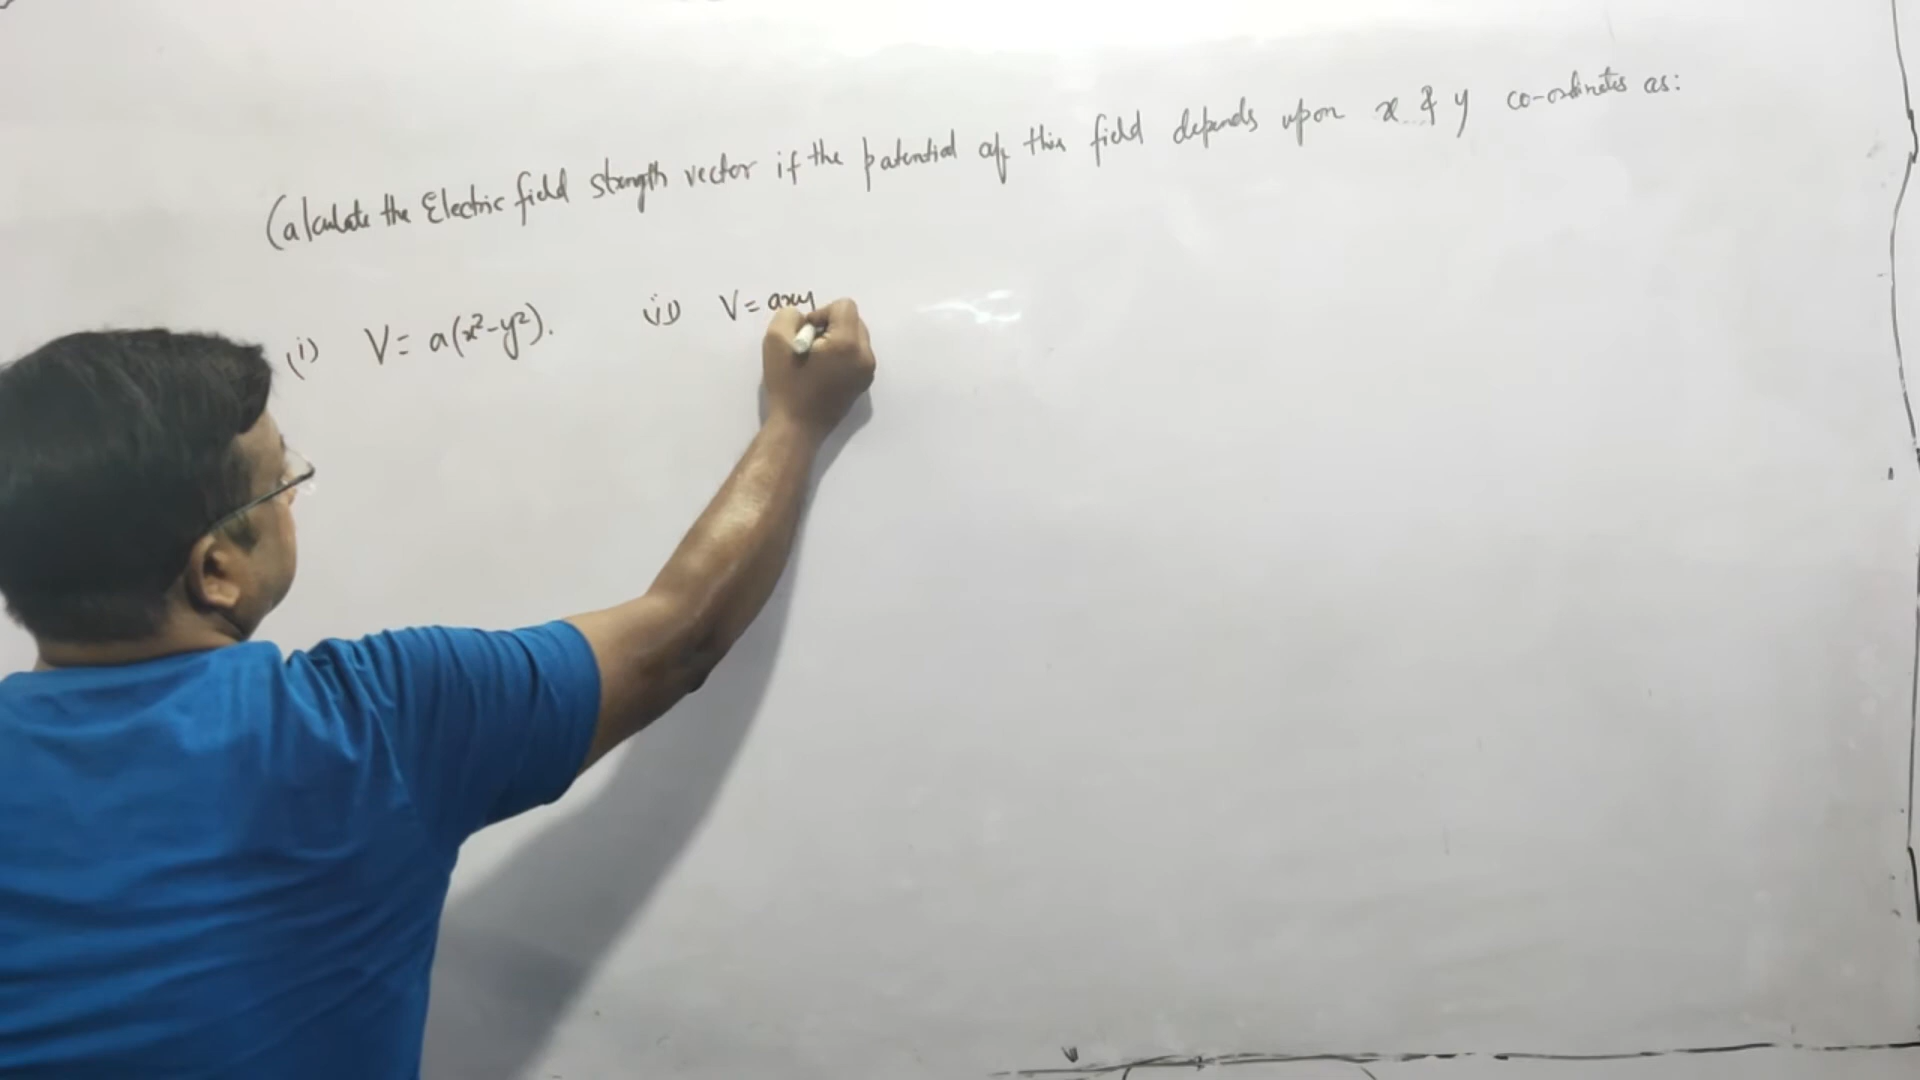 Calculate the Electric field strength vector if the potential of this field depends upon x & y co-ordinates as:
(i) V = a(x²-y²). (ii) V = axy